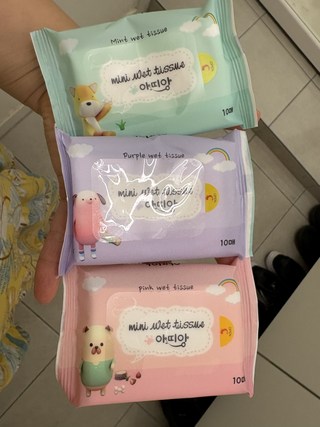 Mint wet tissue
mini wet tissue
아띠앙
10매
Purple wet tissue
mini wet tissue
아띠앙
10매
Pink wet tissue
mini wet tissue
아띠앙
10매